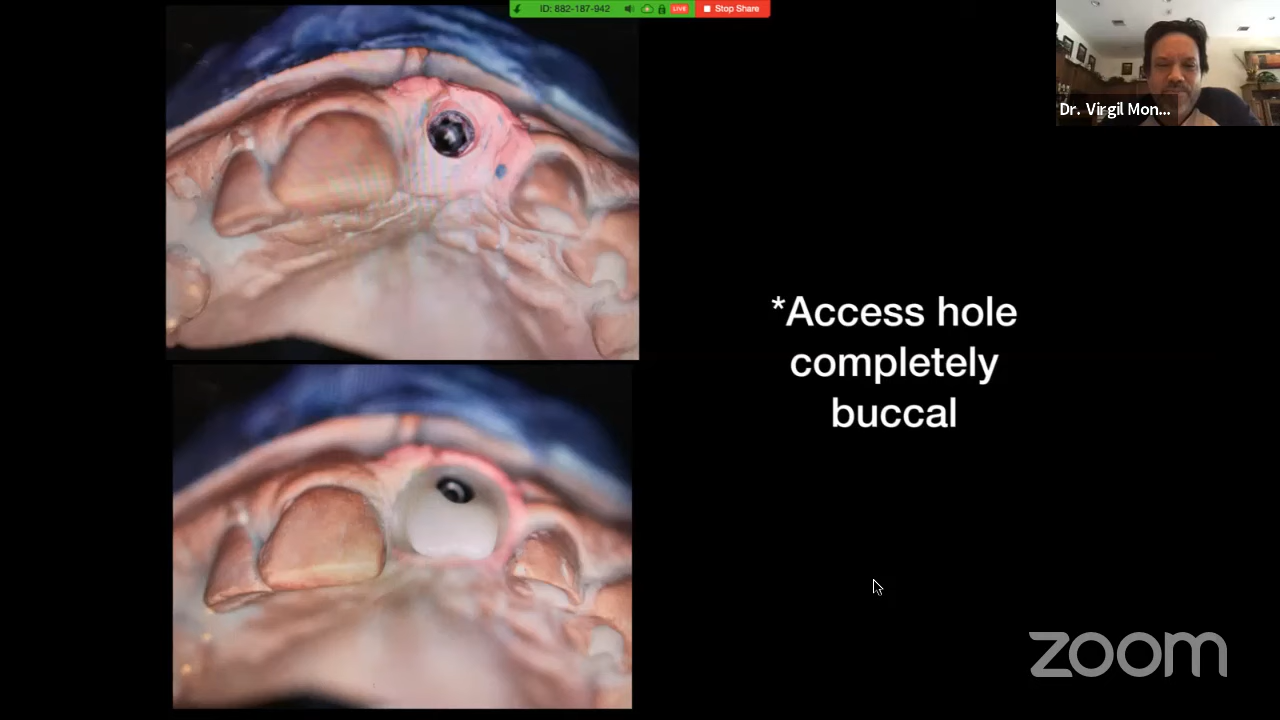 ID: 882-187-942
LIVE
Stop Share
Dr. Virgil Mon...
*Access hole
completely
buccal
zoom